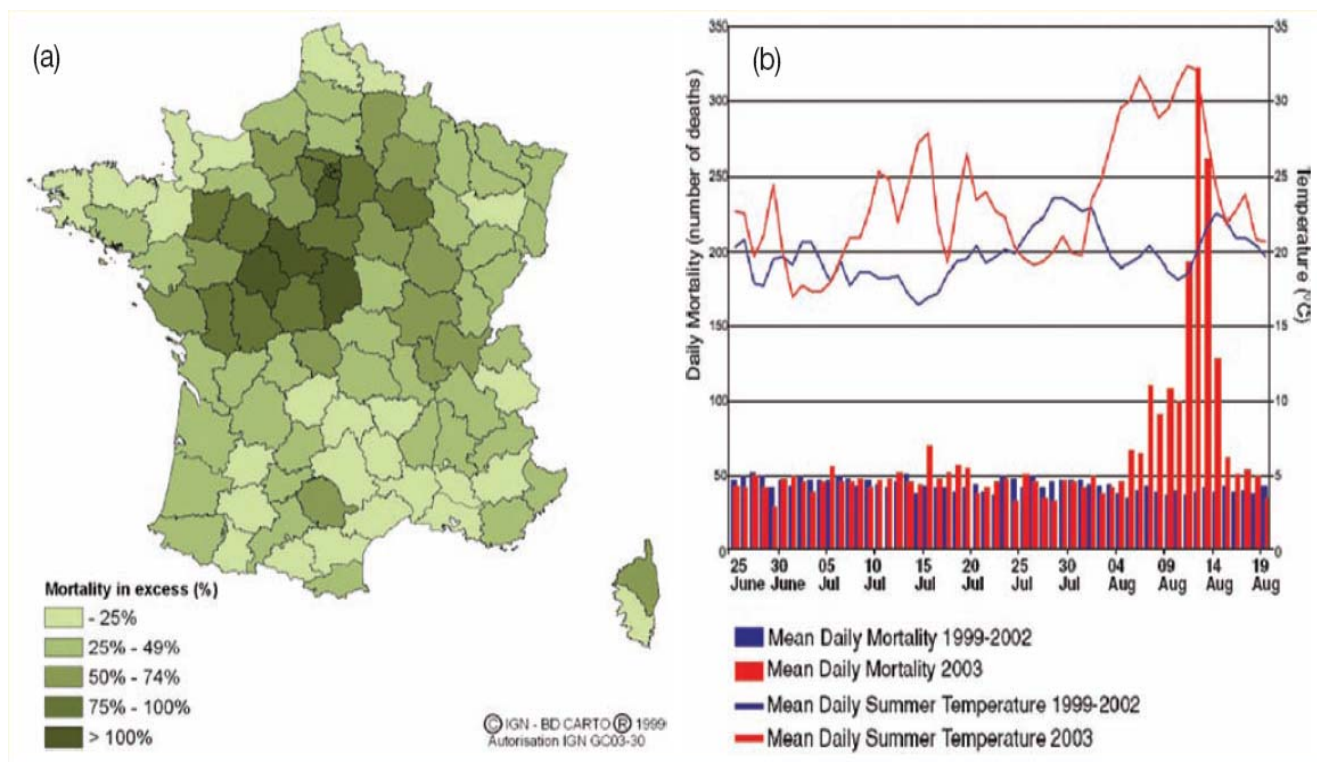 (a)
Mortality in excess (%)
- 25%
25% - 49%
50% - 74%
75% - 100%
> 100%
Ⓒ IGN - BD CARTO Ⓡ 1999
Autorisation IGN GC03-30
(b)
Daily Mortality (number of deaths)
350
300
250
200
150
100
50
0
35
30
25
20
15
10
5
0
Temperature (°C)
25 30 05 10 15 20 25 30 04 09 14 19
June June Jul Jul Jul Jul Jul Jul Aug Aug Aug Aug
Mean Daily Mortality 1999-2002
Mean Daily Mortality 2003
Mean Daily Summer Temperature 1999-2002
Mean Daily Summer Temperature 2003